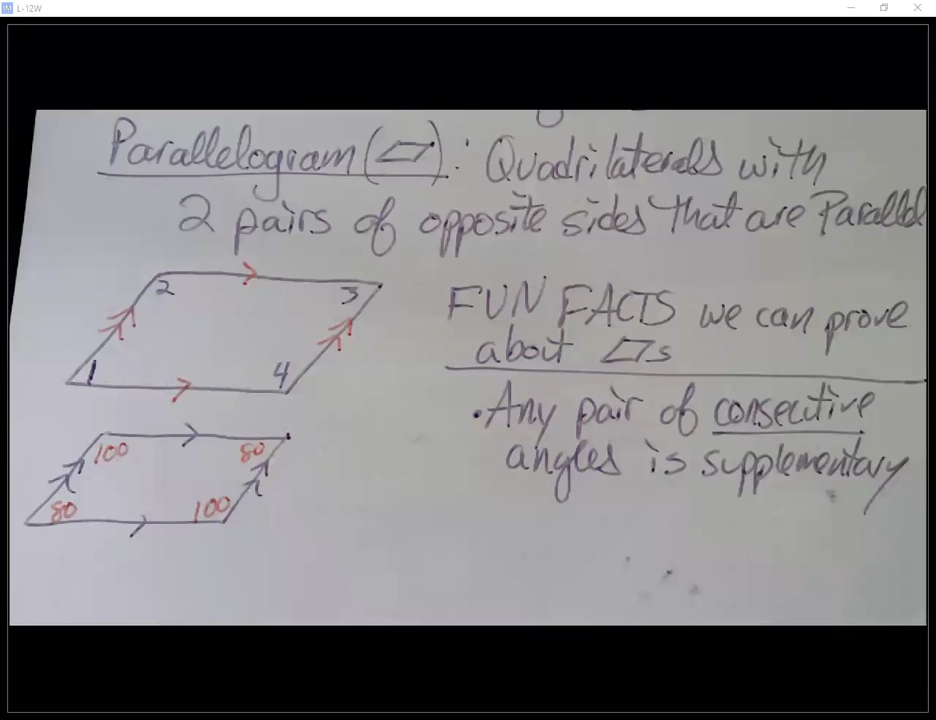 L-12W
Parallelogram (▱): Quadrilaterals with
2 pairs of opposite sides that are Parallel
2 3
1 4
FUN FACTS we can prove
about ▱s
• Any pair of consecutive
angles is supplementary
100 80
80 100